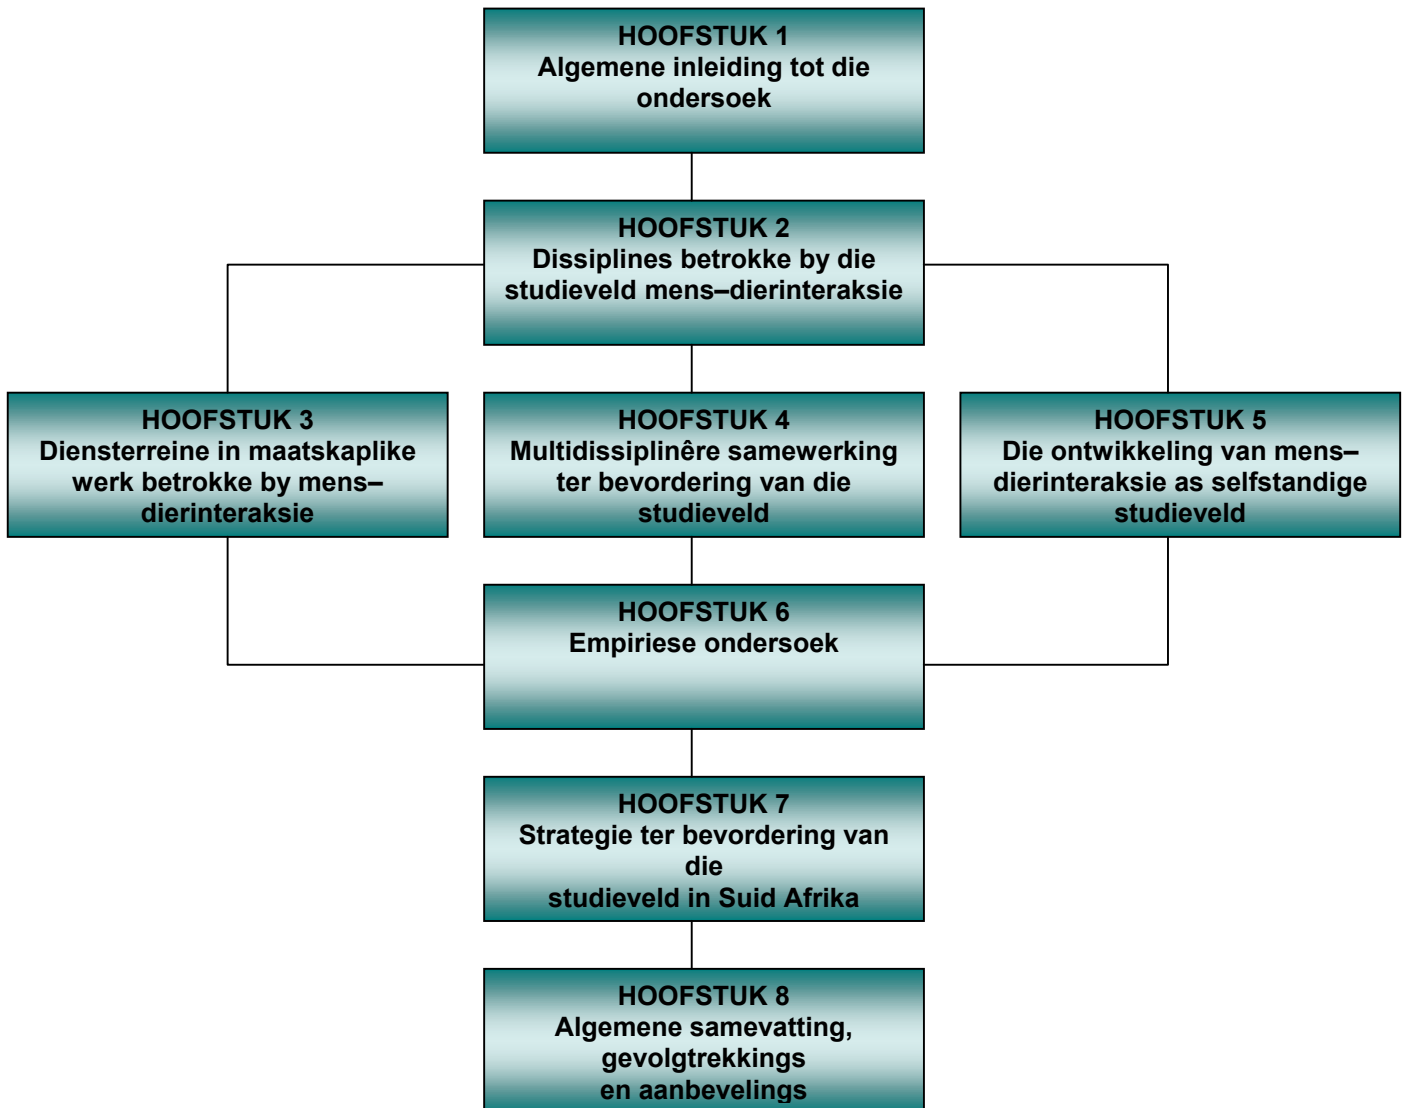 HOOFSTUK 1
Algemene inleiding tot die
ondersoek
HOOFSTUK 2
Dissiplines betrokke by die
studieveld mens–dierinteraksie
HOOFSTUK 3
Diensterreine in maatskaplike
werk betrokke by mens–
dierinteraksie
HOOFSTUK 4
Multidissiplinêre samewerking
ter bevordering van die
studieveld
HOOFSTUK 5
Die ontwikkeling van mens–
dierinteraksie as selfstandige
studieveld
HOOFSTUK 6
Empiriese ondersoek
HOOFSTUK 7
Strategie ter bevordering van
die
studieveld in Suid Afrika
HOOFSTUK 8
Algemene samevatting,
gevolgtrekkings
en aanbevelings